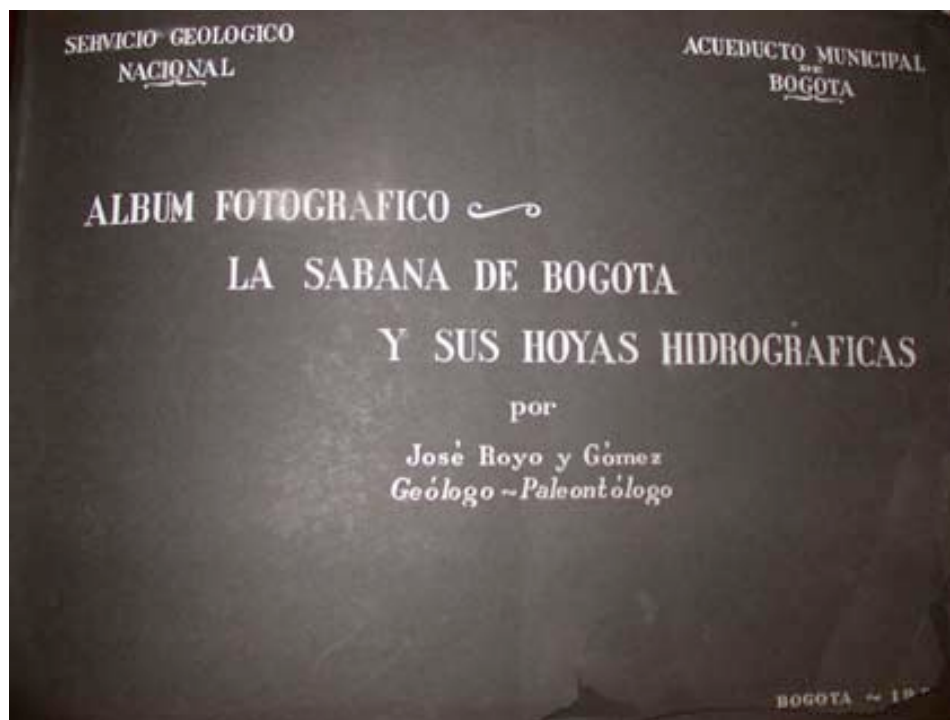 SERVICIO GEOLOGICO
NACIONAL
ACUEDUCTO MUNICIPAL
DE
BOGOTA
ALBUM FOTOGRAFICO
LA SABANA DE BOGOTA
Y SUS HOYAS HIDROGRAFICAS
por
José Royo y Gómez
Geólogo ~ Paleontólogo
BOGOTA ~